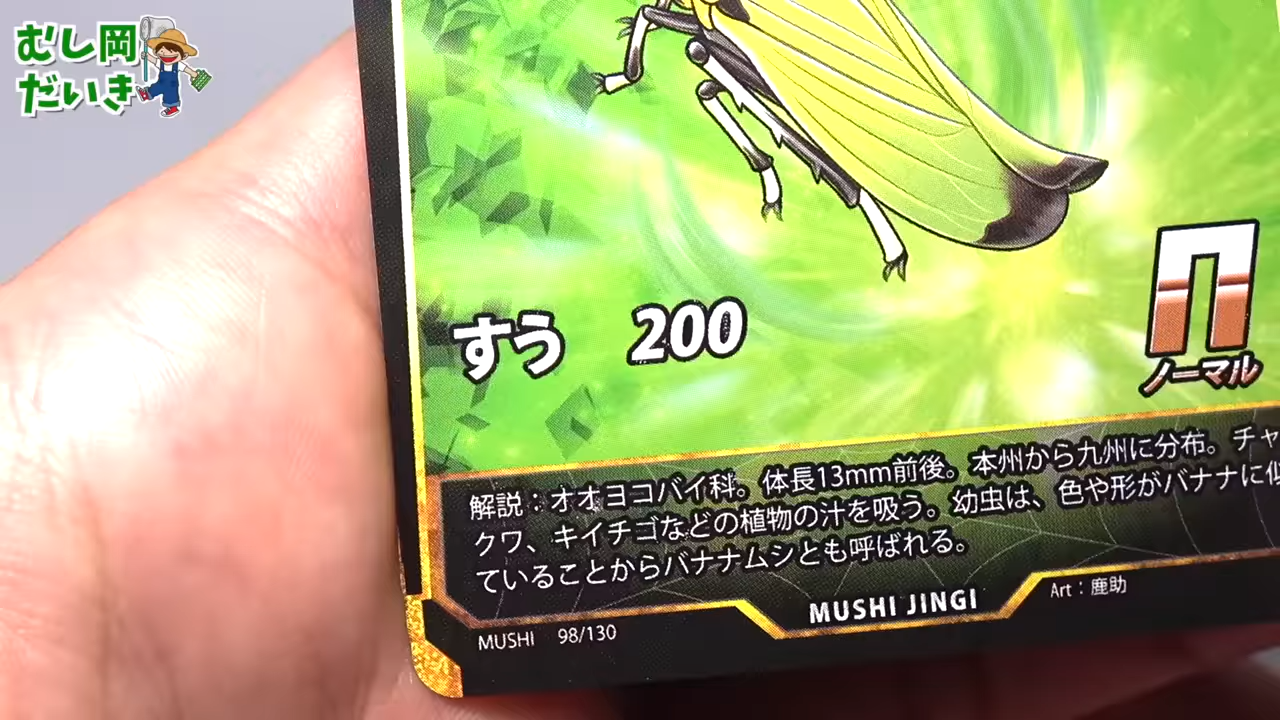 むし岡
だいき
すう 200
ノーマル
解説：オオヨコバイ科。体長13mm前後。本州から九州に分布。チャ
クワ、キイチゴなどの植物の汁を吸う。幼虫は、色や形がバナナに似
ていることからバナナムシとも呼ばれる。
MUSHI JINGI
Art：鹿助
MUSHI 98/130